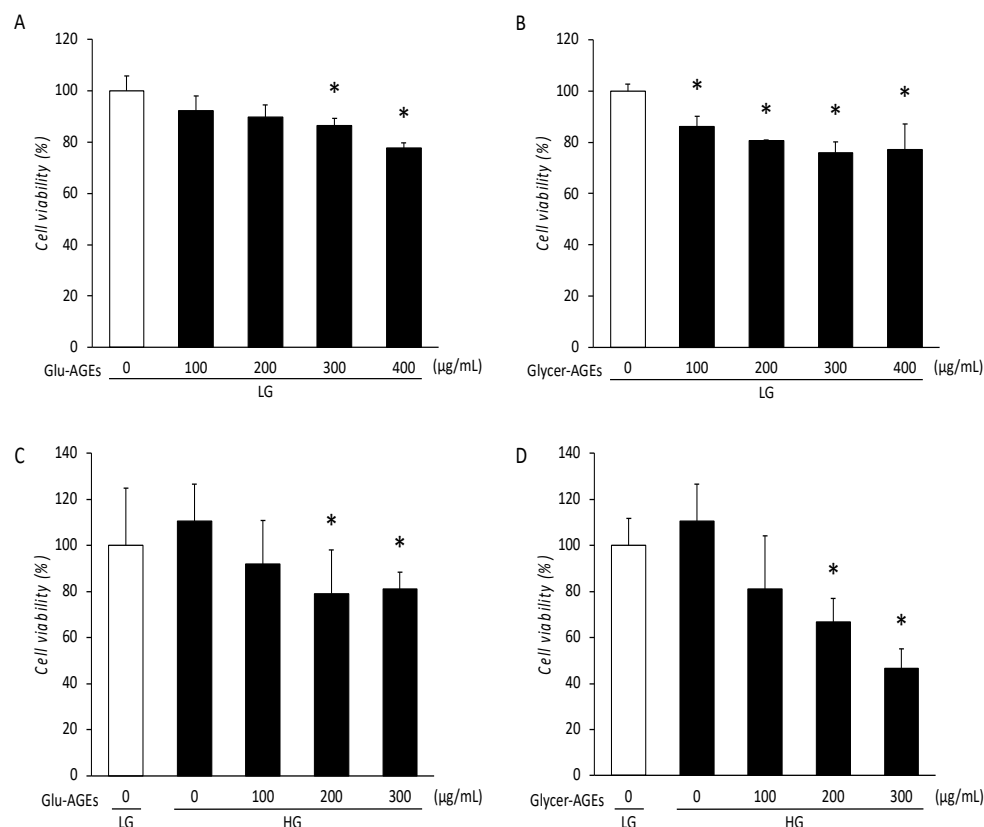 A
120
100
80
60
40
20
0
Cell viability (%)
*
*
Glu-AGEs 0 100 200 300 400 (µg/mL)
LG
B
120
100
80
60
40
20
0
Cell viability (%)
* * * *
Glycer-AGEs 0 100 200 300 400 (µg/mL)
LG
C
140
120
100
80
60
40
20
0
Cell viability (%)
*
*
Glu-AGEs 0 0 100 200 300 (µg/mL)
LG HG
D
140
120
100
80
60
40
20
0
Cell viability (%)
*
*
Glycer-AGEs 0 0 100 200 300 (µg/mL)
LG HG